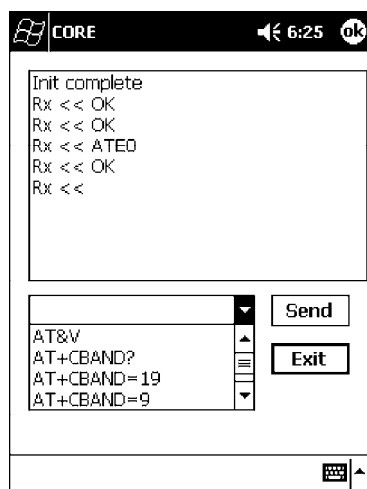 CORE 6:25 ok
Init complete
Rx << OK
Rx << OK
Rx << ATE0
Rx << OK
Rx <<
Send
AT&V
AT+CBAND?
AT+CBAND=19
AT+CBAND=9
Exit